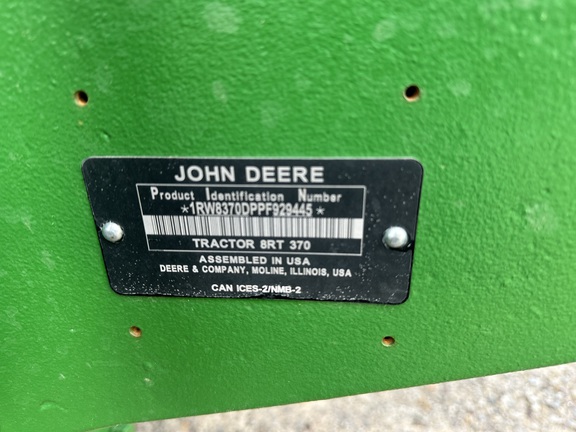 JOHN DEERE
Product Identification Number
*1RW8370DPPF929445*
TRACTOR 8RT 370
ASSEMBLED IN USA
DEERE & COMPANY, MOLINE, ILLINOIS, USA
CAN ICES-2/NMB-2